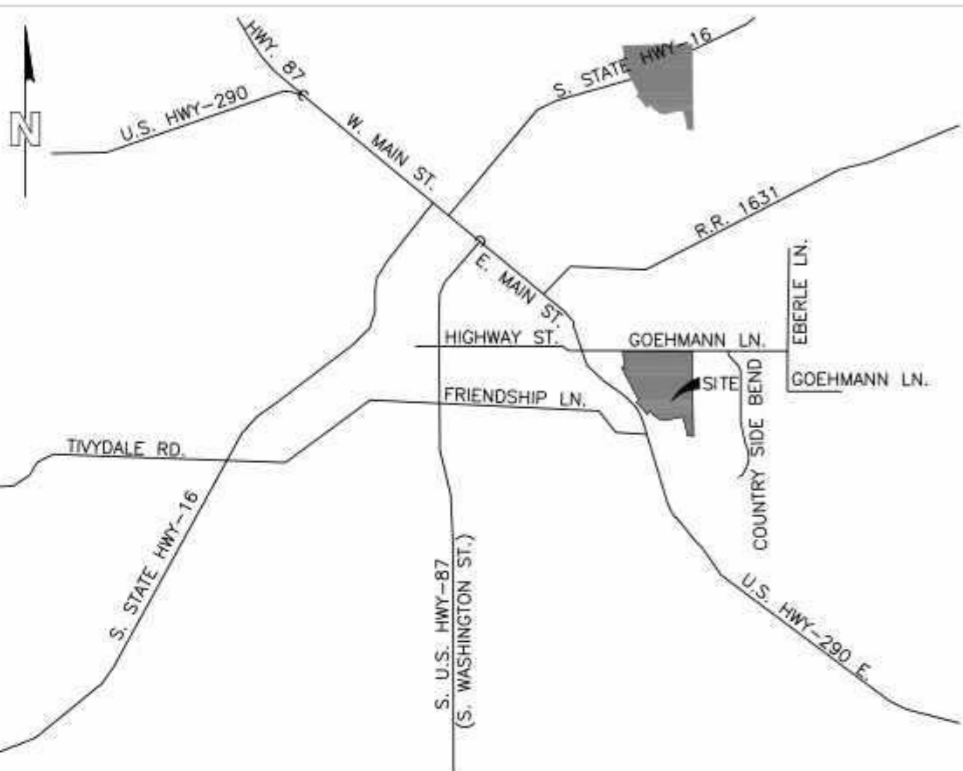 HWY. 87
S. STATE HWY-16
U.S. HWY-290
N
W. MAIN ST.
R.R. 1631
E. MAIN ST.
EBERLE LN.
HIGHWAY ST.
GOEHMANN LN.
SITE
GOEHMANN LN.
FRIENDSHIP LN.
COUNTRY SIDE BEND
TIVYDALE RD.
S. STATE HWY-16
S. U.S. HWY-87
(S. WASHINGTON ST.)
U.S. HWY-290 E.